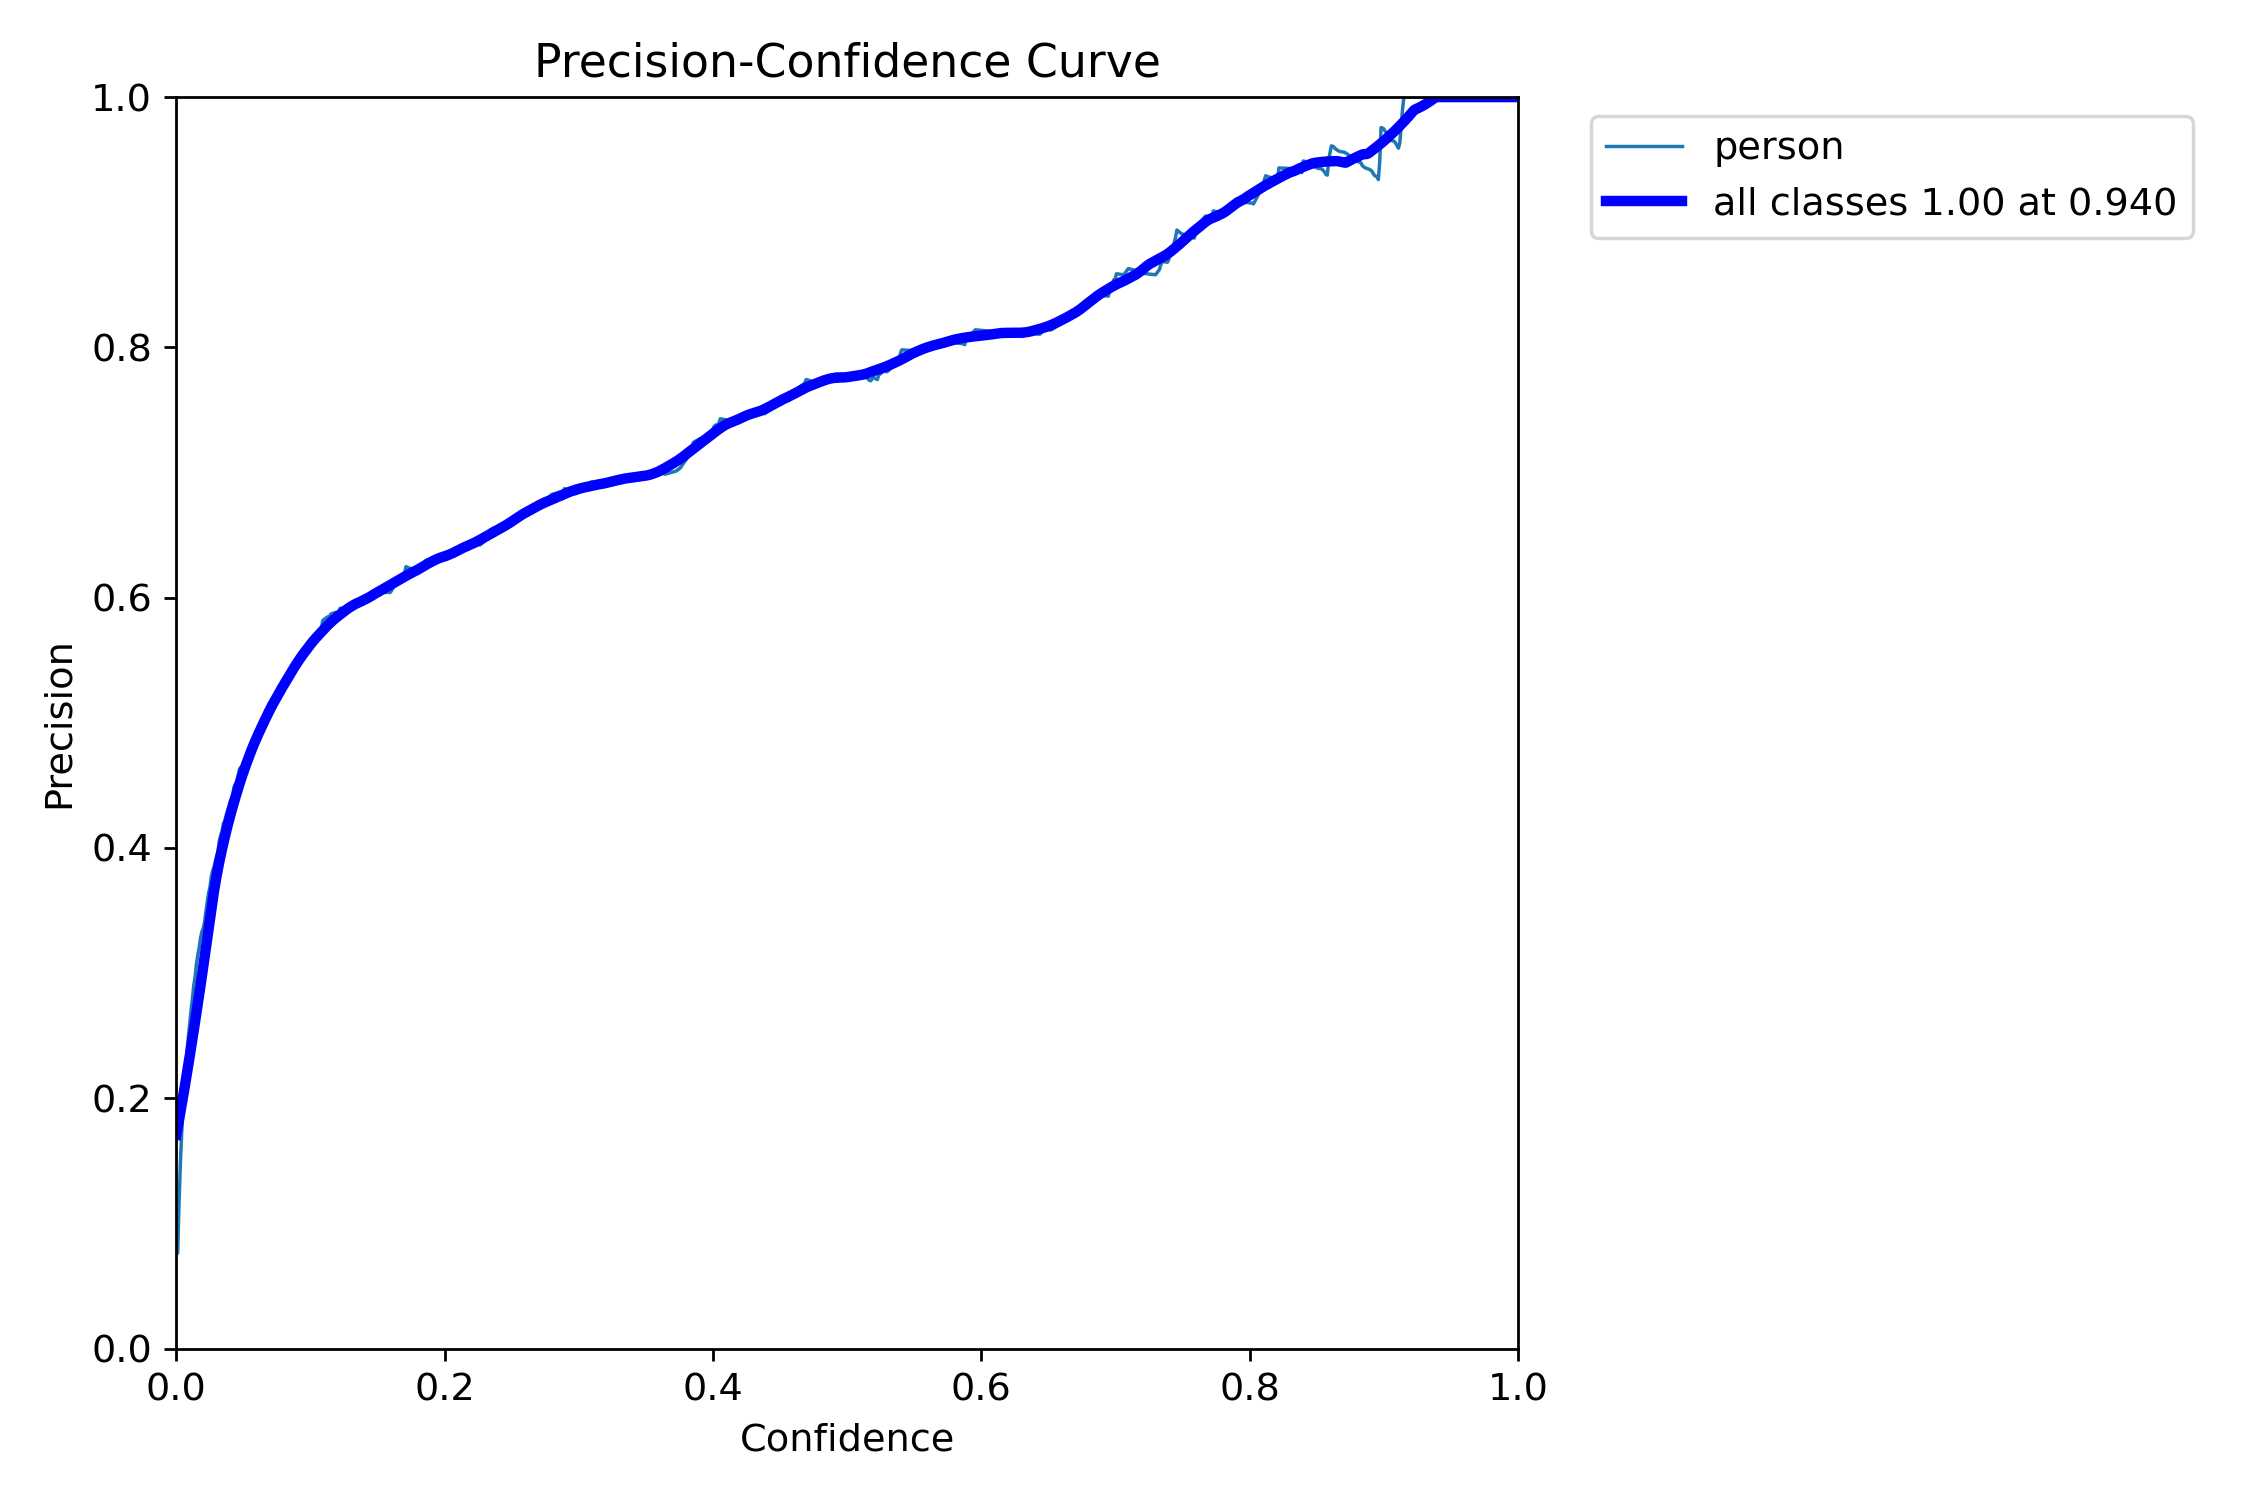 Precision-Confidence Curve
1.0
0.8
0.6
0.4
0.2
0.0
Precision
0.0 0.2 0.4 0.6 0.8 1.0
Confidence
person
all classes 1.00 at 0.940